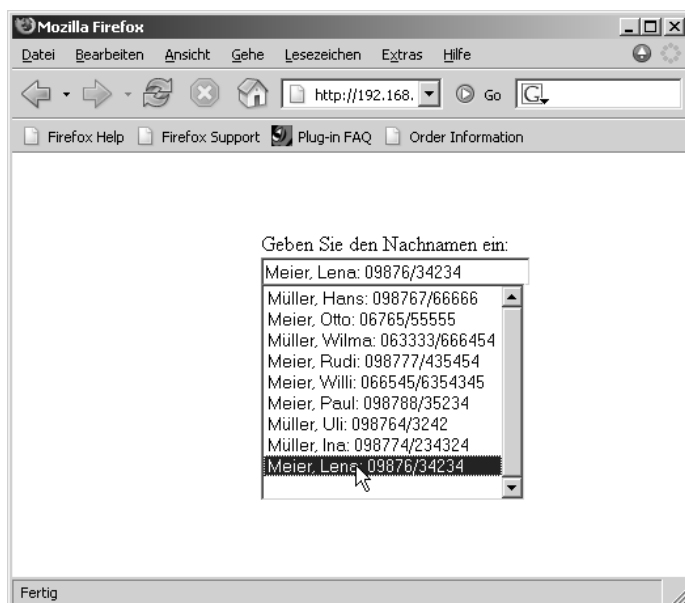 Mozilla Firefox
Datei Bearbeiten Ansicht Gehe Lesezeichen Extras Hilfe
http://192.168. Go G
Firefox Help Firefox Support Plug-in FAQ Order Information
Geben Sie den Nachnamen ein:
Meier, Lena: 09876/34234
Müller, Hans: 098767/66666
Meier, Otto: 06765/55555
Müller, Wilma: 063333/666454
Meier, Rudi: 098777/435454
Meier, Willi: 066545/6354345
Meier, Paul: 098788/35234
Müller, Uli: 098764/3242
Müller, Ina: 098774/234324
Meier, Lena: 09876/34234
Fertig